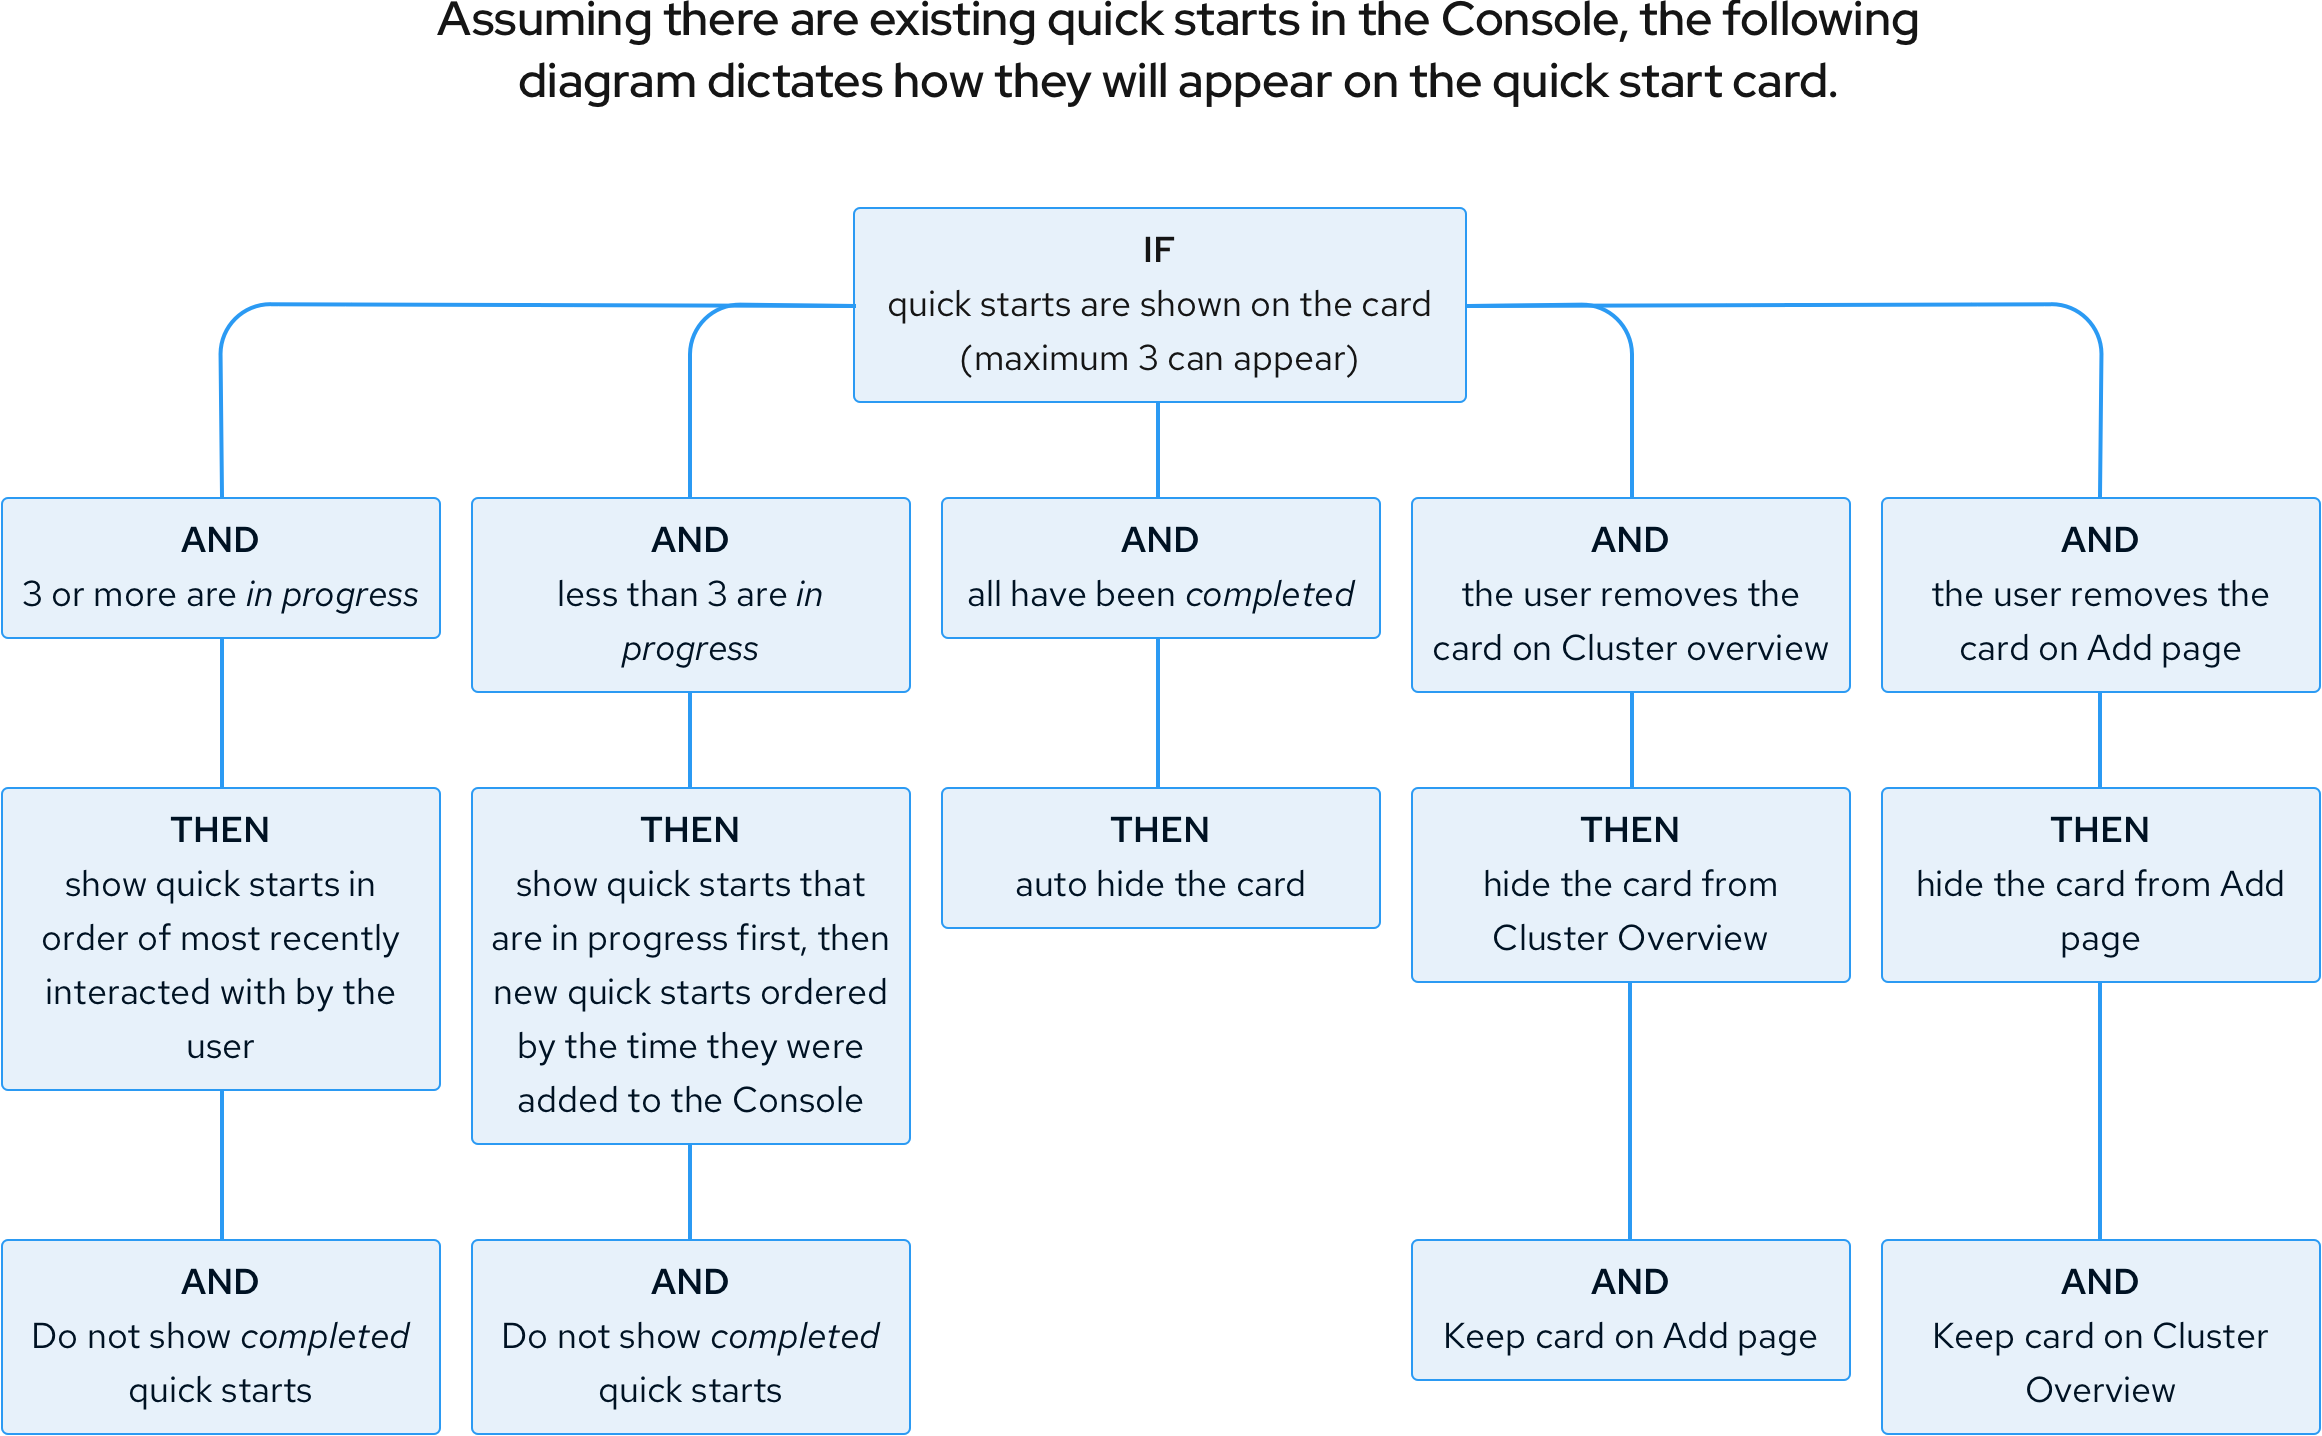 Assuming there are existing quick starts in the Console, the following
diagram dictates how they will appear on the quick start card.
IF
quick starts are shown on the card
(maximum 3 can appear)
AND
3 or more are in progress
AND
less than 3 are in
progress
AND
all have been completed
AND
the user removes the
card on Cluster overview
AND
the user removes the
card on Add page
THEN
show quick starts in
order of most recently
interacted with by the
user
THEN
show quick starts that
are in progress first, then
new quick starts ordered
by the time they were
added to the Console
THEN
auto hide the card
THEN
hide the card from
Cluster Overview
THEN
hide the card from Add
page
AND
Do not show completed
quick starts
AND
Do not show completed
quick starts
AND
Keep card on Add page
AND
Keep card on Cluster
Overview